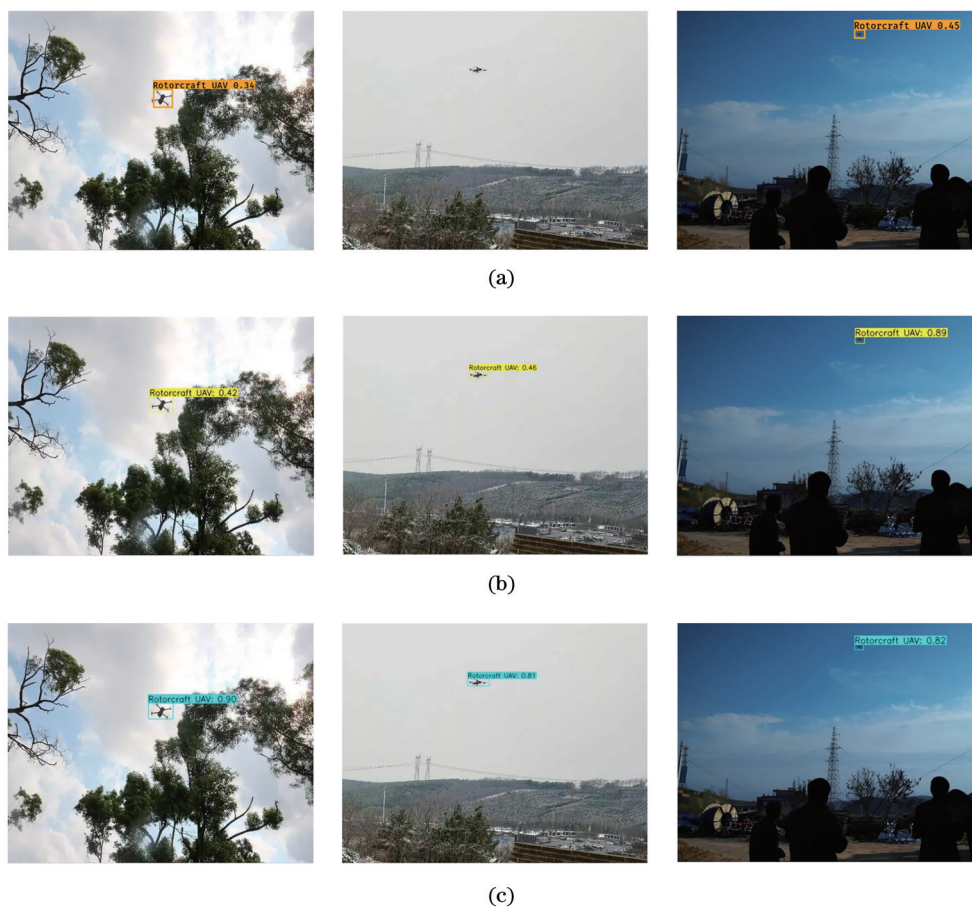 Rotorcraft UAV 0.34
Rotorcraft UAV 0.45
(a)
Rotorcraft UAV: 0.42
Rotorcraft UAV: 0.46
Rotorcraft UAV: 0.89
(b)
Rotorcraft UAV: 0.90
Rotorcraft UAV: 0.81
Rotorcraft UAV: 0.82
(c)